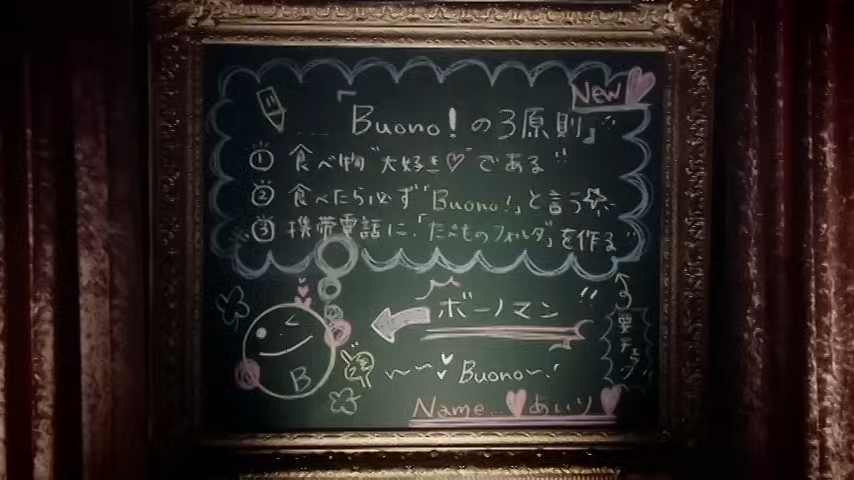 New
「Buono!の3原則」
① 食べ物"大好き♡"である
② 食べたら必ず「Buono!」と言う☆
③ 携帯電話に「たべものフォルダ」を作る
ボーノマン
要チェック
B
Buono〜!
Name...♥あいり♥